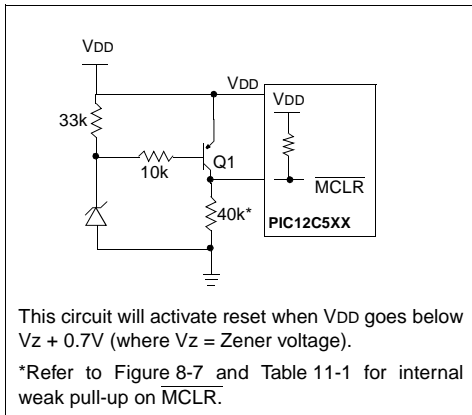 VDD
VDD
VDD
33k
Q1
10k
MCLR
40k*
PIC12C5XX
This circuit will activate reset when VDD goes below
Vz + 0.7V (where Vz = Zener voltage).
*Refer to Figure 8-7 and Table 11-1 for internal
weak pull-up on MCLR.